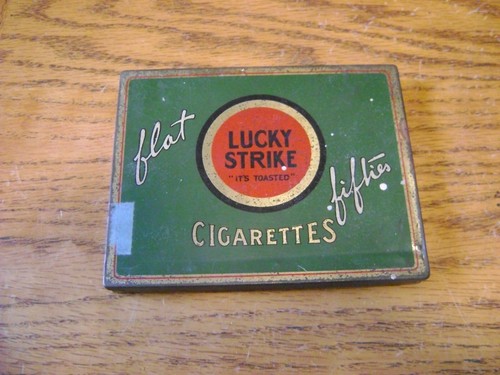 flat
LUCKY
STRIKE
"IT'S TOASTED"
fifties
CIGARETTES